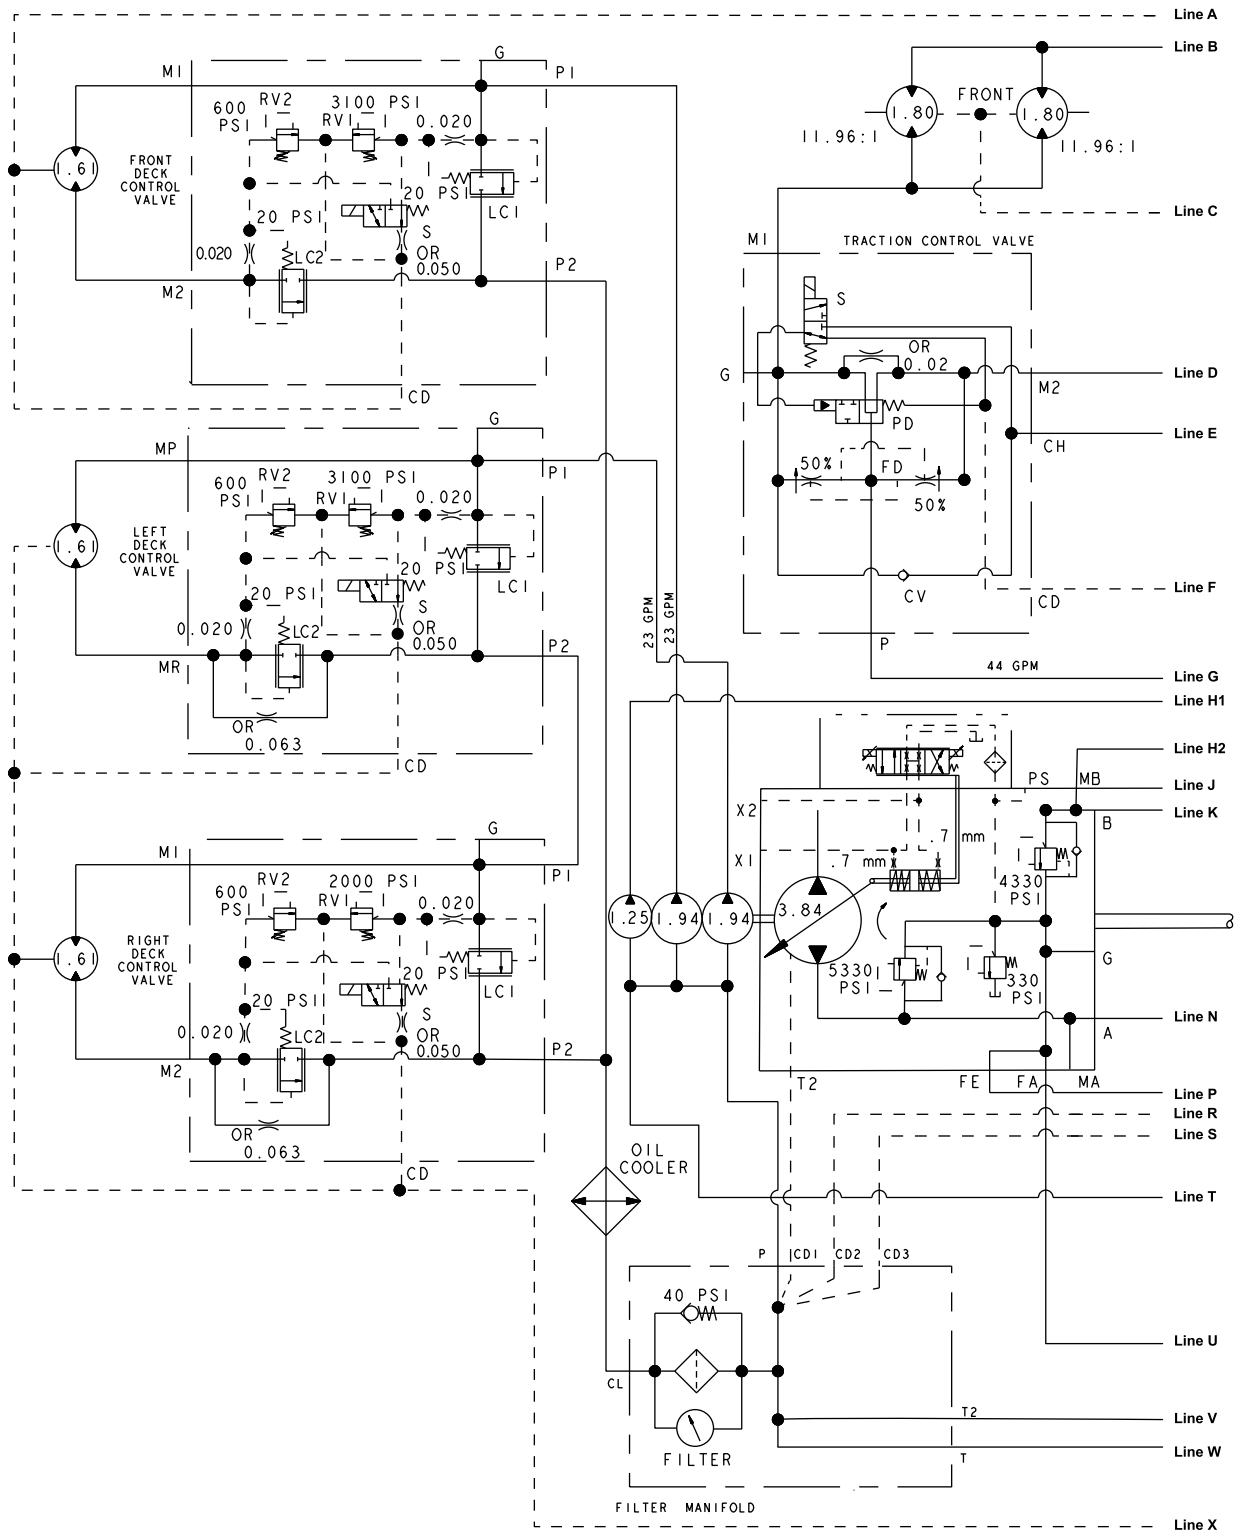 Line A
Line B
G
M1
P1
RV2
3100 PSI
600
PSI
RV1
0.020
FRONT
1.80
1.80
11.96:1
11.96:1
1.61
FRONT
DECK
CONTROL
VALVE
PSI
20
LC1
Line C
20 PSI
S
OR
0.050
0.020
LC2
P2
M2
M1
TRACTION CONTROL VALVE
S
OR
0.02
G
Line D
M2
CD
PD
G
Line E
CH
MP
P1
RV2
3100 PSI
600
PSI
RV1
0.020
50%
FD
50%
1.61
LEFT
DECK
CONTROL
VALVE
PSI
20
LC1
Line F
CV
CD
20 PSI
S
OR
0.050
0.020
LC2
P2
MR
23 GPM
23 GPM
P
44 GPM
Line G
Line H1
OR
0.063
CD
Line H2
PS
MB
Line J
X2
Line K
B
G
.7 mm
M1
P1
X1
.7 mm
RV2
2000 PSI
600
PSI
RV1
0.020
4330
PSI
1.25
1.94
1.94
3.84
1.61
RIGHT
DECK
CONTROL
VALVE
PSI
20
LC1
5330
PSI
330
PSI
G
20 PSI
S
OR
0.050
0.020
LC2
P2
M2
Line N
A
T2
FE
FA
MA
Line P
Line R
Line S
OR
0.063
CD
OIL
COOLER
Line T
P
CD1
CD2
CD3
40 PSI
Line U
CL
T2
Line V
FILTER
T
Line W
FILTER MANIFOLD
Line X